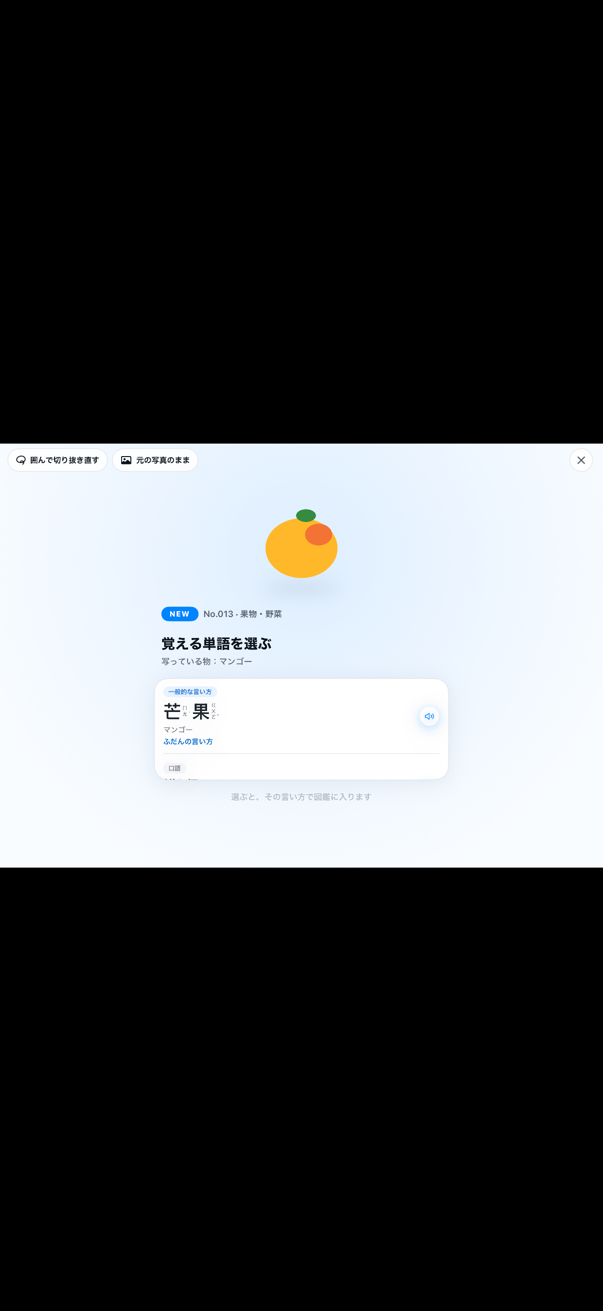 囲んで切り抜き直す
元の写真のまま
NEW No.013 · 果物・野菜
覚える単語を選ぶ
写っている物：マンゴー
一般的な言い方
芒果
マンゴー
ふだんの言い方
口語
選ぶと、その言い方で図鑑に入ります